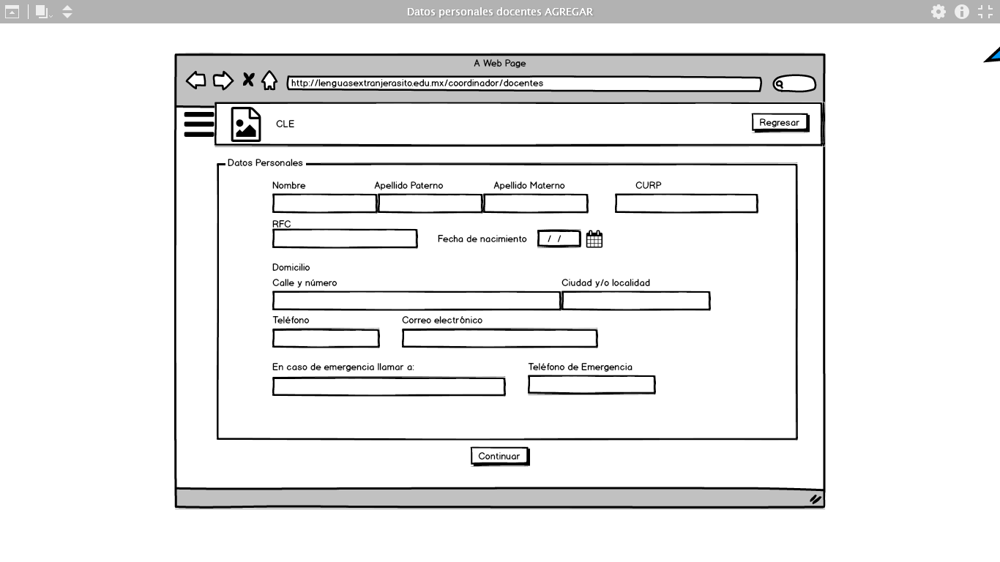 Datos personales docentes AGREGAR
A Web Page
http://lenguasextranjerasito.edu.mx/coordinador/docentes
CLE
Regresar
Datos Personales
Nombre Apellido Paterno Apellido Materno CURP
RFC
Fecha de nacimiento / /
Domicilio
Calle y número Ciudad y/o localidad
Teléfono Correo electrónico
En caso de emergencia llamar a: Teléfono de Emergencia
Continuar